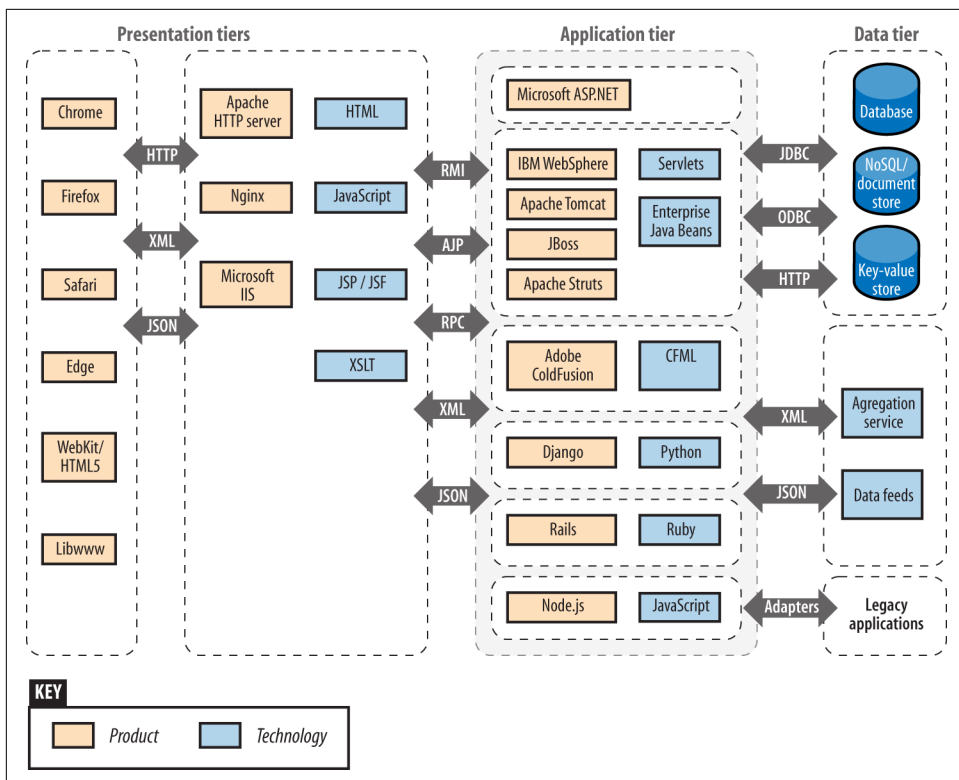 Presentation tiers
Application tier
Data tier
Chrome
Firefox
Safari
Edge
WebKit/
HTML5
Libwww
HTTP
XML
JSON
Apache
HTTP server
HTML
Nginx
JavaScript
Microsoft
IIS
JSP / JSF
XSLT
RMI
AJP
RPC
XML
JSON
Microsoft ASP.NET
IBM WebSphere
Servlets
Apache Tomcat
Enterprise
Java Beans
JBoss
Apache Struts
Adobe
ColdFusion
CFML
Django
Python
Rails
Ruby
Node.js
JavaScript
JDBC
ODBC
HTTP
XML
JSON
Adapters
Database
NoSQL/
document
store
Key-value
store
Agregation
service
Data feeds
Legacy
applications
KEY
Product
Technology